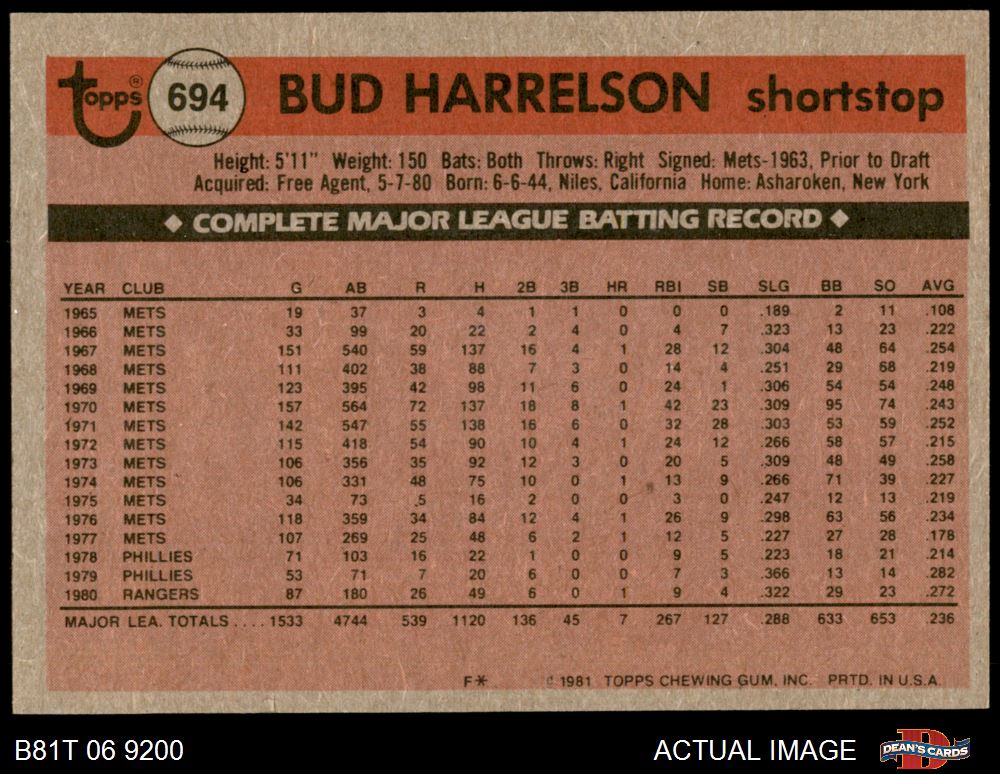 topps® 694 BUD HARRELSON shortstop
Height: 5'11" Weight: 150 Bats: Both Throws: Right Signed: Mets-1963, Prior to Draft
Acquired: Free Agent, 5-7-80 Born: 6-6-44, Niles, California Home: Asharoken, New York
◆ COMPLETE MAJOR LEAGUE BATTING RECORD ◆
YEAR CLUB G AB R H 2B 3B HR RBI SB SLG BB SO AVG
1965 METS 19 37 3 4 1 1 0 0 0 .189 2 11 .108
1966 METS 33 99 20 22 2 4 0 4 7 .323 13 23 .222
1967 METS 151 540 59 137 16 4 1 28 12 .304 48 64 .254
1968 METS 111 402 38 88 7 3 0 14 4 .251 29 68 .219
1969 METS 123 395 42 98 11 6 0 24 1 .306 54 54 .248
1970 METS 157 564 72 137 18 8 1 42 23 .309 95 74 .243
1971 METS 142 547 55 138 16 6 0 32 28 .303 53 59 .252
1972 METS 115 418 54 90 10 4 1 24 12 .266 58 57 .215
1973 METS 106 356 35 92 12 3 0 20 5 .309 48 49 .258
1974 METS 106 331 48 75 10 0 1 13 9 .266 71 39 .227
1975 METS 34 73 .5 16 2 0 0 3 0 .247 12 13 .219
1976 METS 118 359 34 84 12 4 1 26 9 .298 63 56 .234
1977 METS 107 269 25 48 6 2 1 12 5 .227 27 28 .178
1978 PHILLIES 71 103 16 22 1 0 0 9 5 .223 18 21 .214
1979 PHILLIES 53 71 7 20 6 0 0 7 3 .366 13 14 .282
1980 RANGERS 87 180 26 49 6 0 1 9 4 .322 29 23 .272
MAJOR LEA. TOTALS .... 1533 4744 539 1120 136 45 7 267 127 .288 633 653 .236
F* © 1981 TOPPS CHEWING GUM, INC. PRTD. IN U.S.A.
B81T 06 9200 ACTUAL IMAGE DEAN'S CARDS